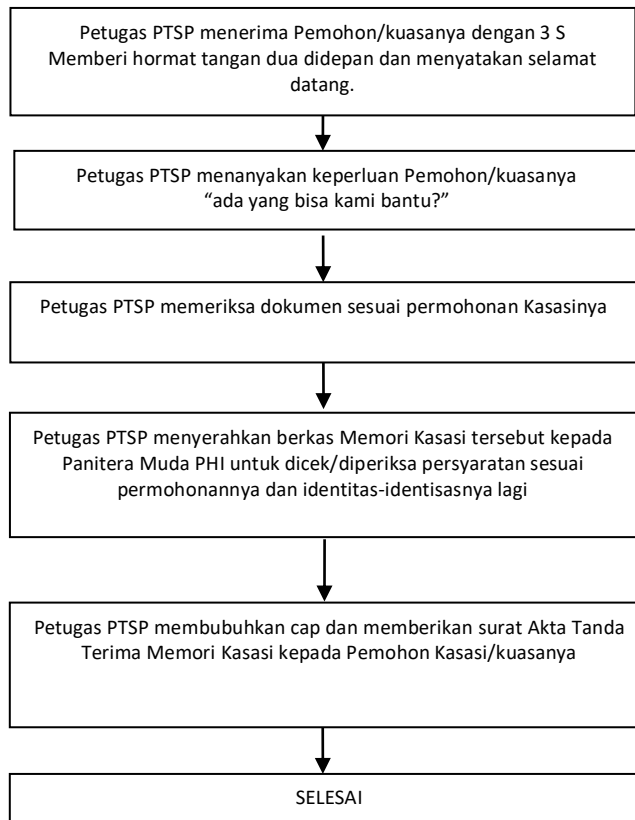 Petugas PTSP menerima Pemohon/kuasanya dengan 3 S
Memberi hormat tangan dua didepan dan menyatakan selamat
datang.
Petugas PTSP menanyakan keperluan Pemohon/kuasanya
“ada yang bisa kami bantu?”
Petugas PTSP memeriksa dokumen sesuai permohonan Kasasinya
Petugas PTSP menyerahkan berkas Memori Kasasi tersebut kepada
Panitera Muda PHI untuk dicek/diperiksa persyaratan sesuai
permohonannya dan identitas-identisasnya lagi
Petugas PTSP membubuhkan cap dan memberikan surat Akta Tanda
Terima Memori Kasasi kepada Pemohon Kasasi/kuasanya
SELESAI